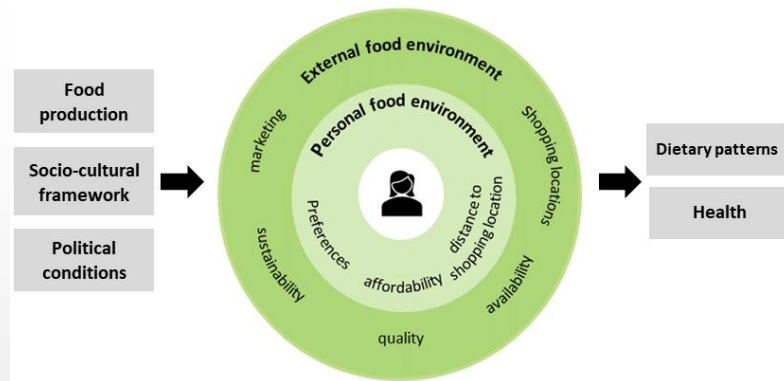 Food
production
Socio-cultural
framework
Political
conditions
External food environment
marketing
Shopping locations
sustainability
availability
quality
Personal food environment
Preferences
affordability
distance to
shopping location
Dietary patterns
Health